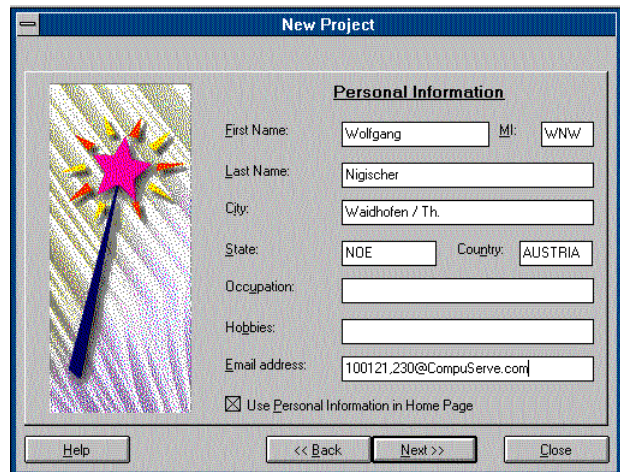 New Project
Personal Information
First Name: Wolfgang MI: WNW
Last Name: Nigischer
City: Waidhofen / Th.
State: NOE Country: AUSTRIA
Occupation:
Hobbies:
Email address: 100121,230@CompuServe.com
Use Personal Information in Home Page
Help << Back Next >> Close